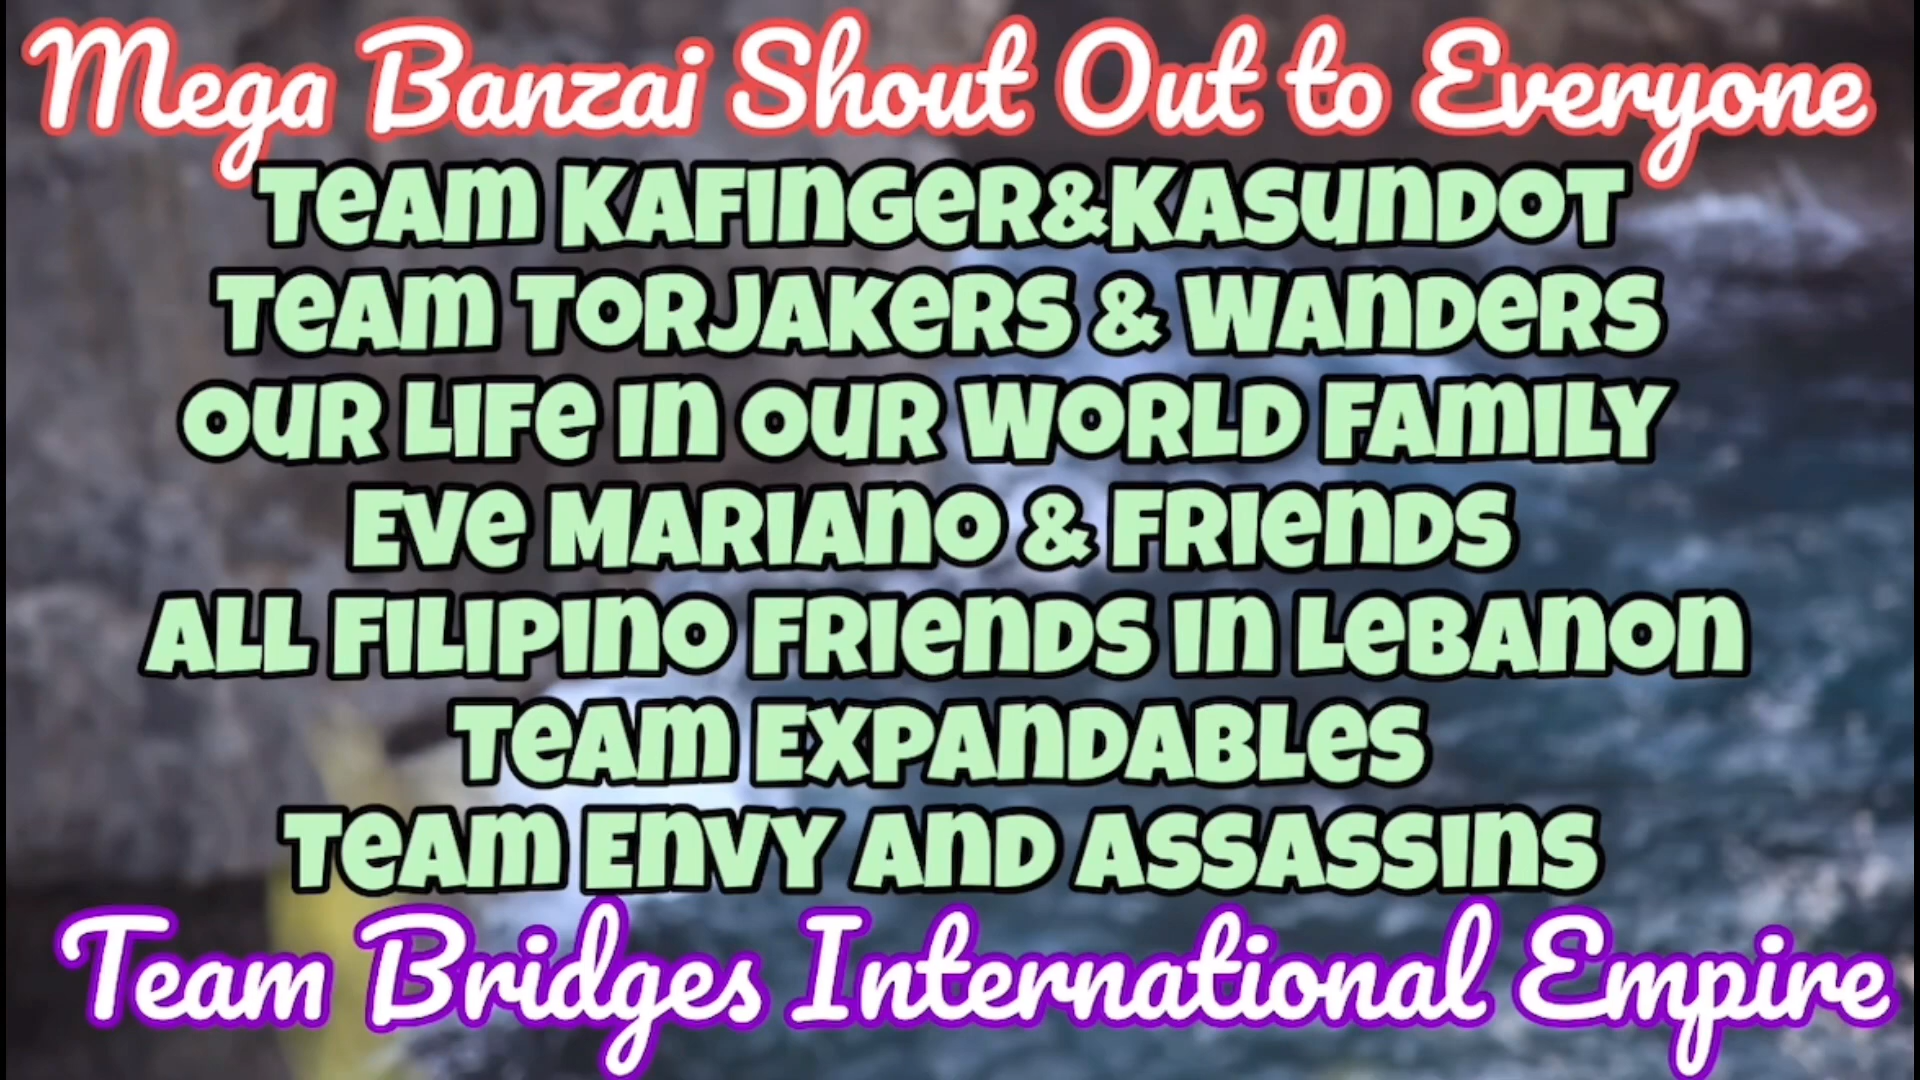 Mega Banzai Shout Out to Everyone
Team Kafinger&Kasundot
Team Torjakers & Wanders
Our Life in Our World Family
Eve Mariano & Friends
All Filipino Friends in Lebanon
Team Expandables
Team Envy and Assassins
Team Bridges International Empire